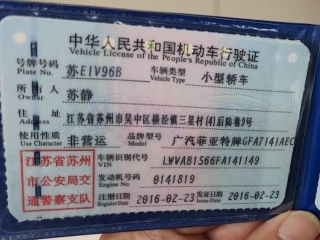 中华人民共和国机动车行驶证
Vehicle License of the People's Republic of China
号牌号码 苏E1V96B 车辆类型 小型轿车
Plate No. Vehicle Type
所有人 苏静
Owner
住址 江苏省苏州市吴中区横泾镇三星村(4)后陆巷9号
Address
使用性质 非营运 品牌型号 广汽菲亚特牌GFA7141AEC
Use Character Model
江苏省苏州 车辆识别代号 LWVAB1566FA141149
VIN
市公安局交 发动机号码 0141819
Engine No.
通警察支队 注册日期 2016-02-23 发证日期 2016-02-23
Register Date Issue Date